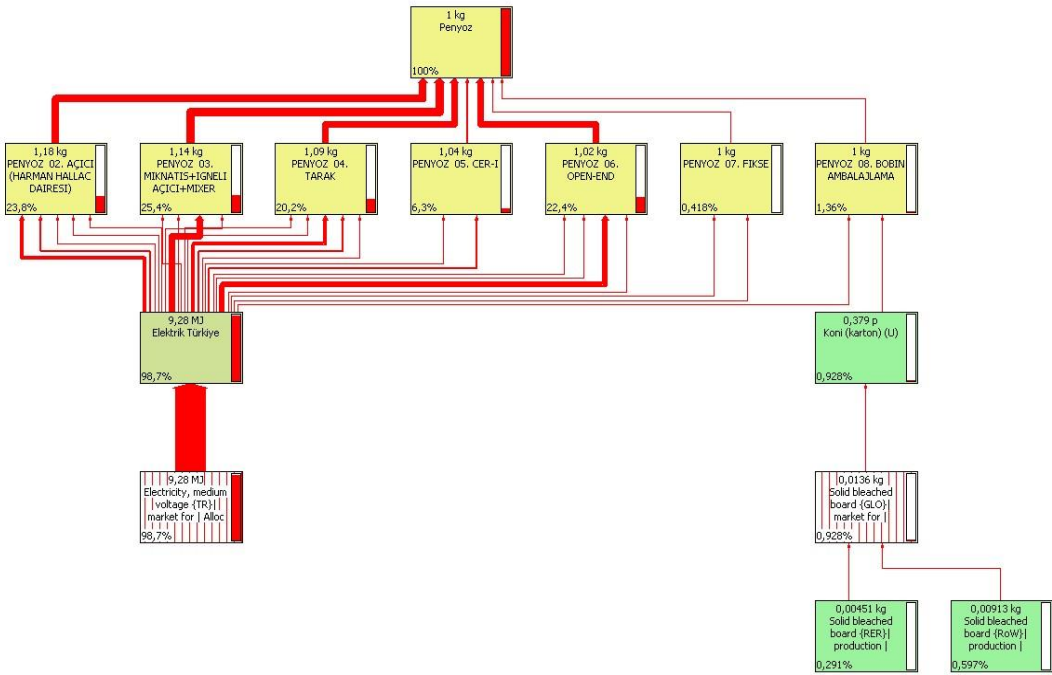 1 kg
Penyoz
100%
1,18 kg
PENYOZ 02. AÇICI
(HARMAN HALLAC
DAIRESI)
23,8%
1,14 kg
PENYOZ 03.
MIKNATIS+IGNELI
AÇICI+MIXER
25,4%
1,09 kg
PENYOZ 04.
TARAK
20,2%
1,04 kg
PENYOZ 05. CER-I
6,3%
1,02 kg
PENYOZ 06.
OPEN-END
22,4%
1 kg
PENYOZ 07. FIKSE
0,418%
1 kg
PENYOZ 08. BOBIN
AMBALAJLAMA
1,36%
9,28 MJ
Elektrik Türkiye
98,7%
0,379 p
Koni (karton) (U)
0,928%
9,28 MJ
Electricity, medium
voltage {TR}|
market for | Alloc
98,7%
0,0136 kg
Solid bleached
board {GLO}|
market for |
0,928%
0,00451 kg
Solid bleached
board {RER}|
production |
0,291%
0,00913 kg
Solid bleached
board {RoW}|
production |
0,597%